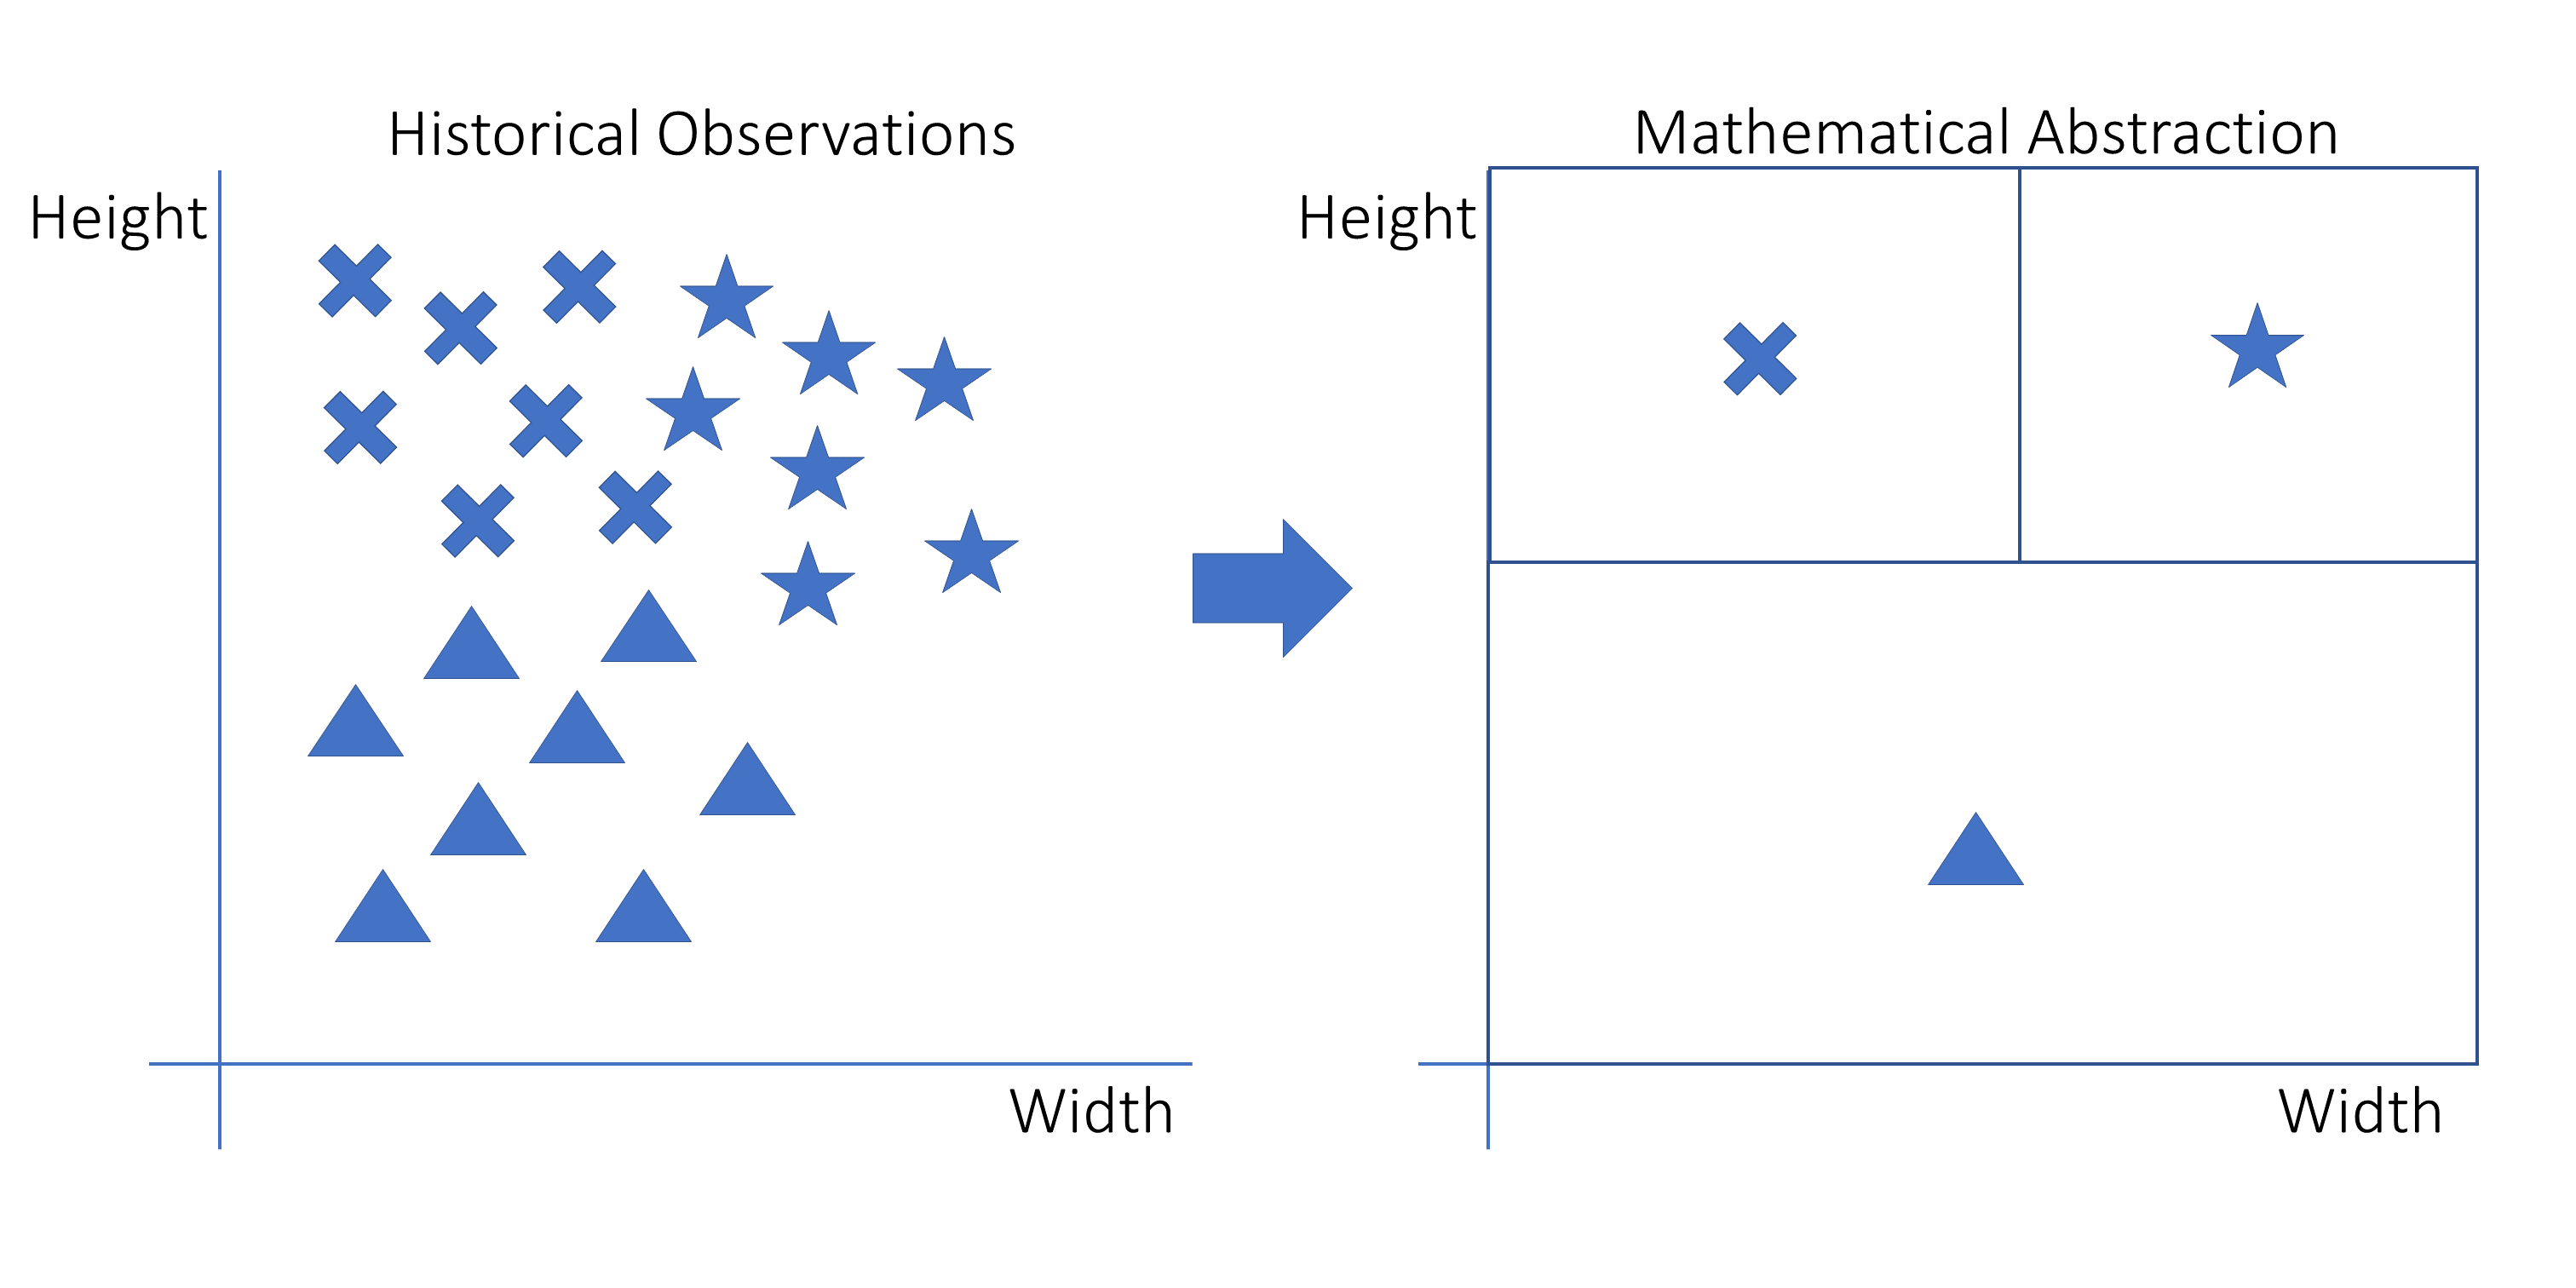 Historical Observations
Height
Width
Mathematical Abstraction
Height
Width